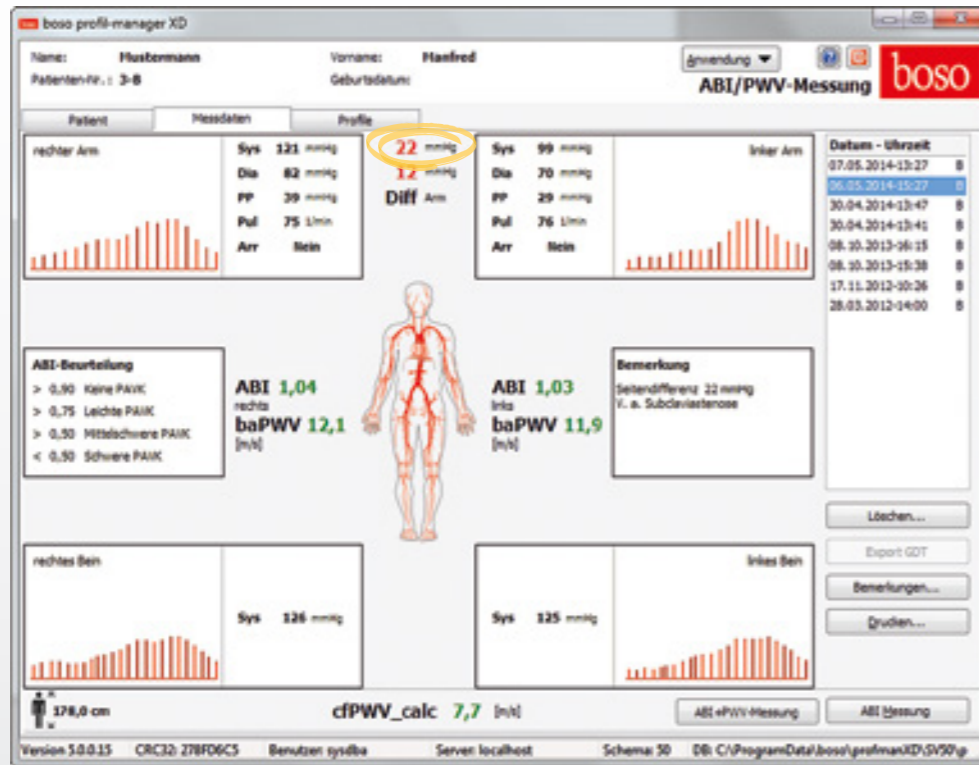 boso profil-manager XD
Name: Mustermann Vorname: Manfred Anwendung
Patienten-Nr.: 3-B Geburtsdatum: ABI/PWV-Messung boso
Patient Messdaten Profile
rechter Arm Sys 121 mmHg 22 mmHg Sys 99 mmHg linker Arm
Dia 82 mmHg 12 mmHg Dia 70 mmHg
PP 39 mmHg Diff Arm PP 29 mmHg
Pul 75 1/min Pul 76 1/min
Arr Nein Arr Nein
Datum - Uhrzeit
07.05.2014-13:27 B
06.05.2014-15:27 B
30.04.2014-13:47 B
30.04.2014-13:41 B
08.10.2013-16:15 B
08.10.2013-15:38 B
17.11.2012-10:26 B
28.03.2012-14:00 B
ABI-Beurteilung
> 0,90 Keine PAVK
> 0,75 Leichte PAVK
> 0,50 Mittelschwere PAVK
< 0,50 Schwere PAVK
ABI 1,04
rechts
baPWV 12,1
[m/s]
ABI 1,03
links
baPWV 11,9
[m/s]
Bemerkung
Seitendifferenz 22 mmHg
V. a. Subclaviastenose
Löschen...
Export GDT
Bemerkungen...
Drucken...
rechtes Bein linkes Bein
Sys 126 mmHg Sys 125 mmHg
178,0 cm cfPWV_calc 7,7 [m/s] ABI+PWV-Messung ABI Messung
Version 5.0.0.15 CRC32: 278FD6C5 Benutzer: sysdba Server: localhost Schema: 50 DB: C:\ProgramData\boso\profmanXD\SV50\p